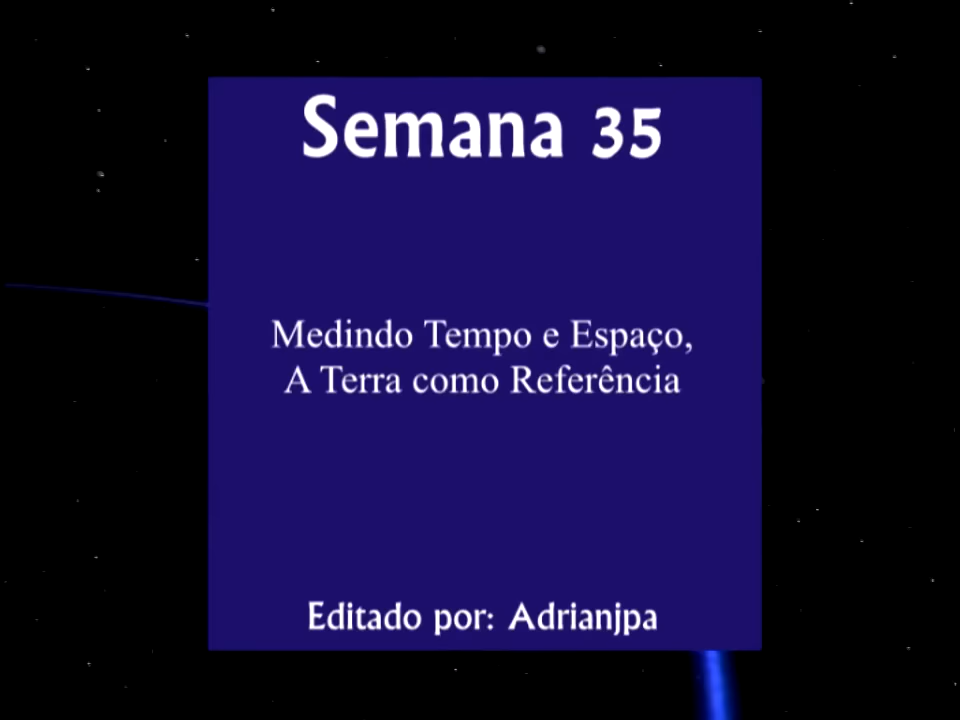 Semana 35
Medindo Tempo e Espaço,
A Terra como Referência
Editado por: Adrianjpa